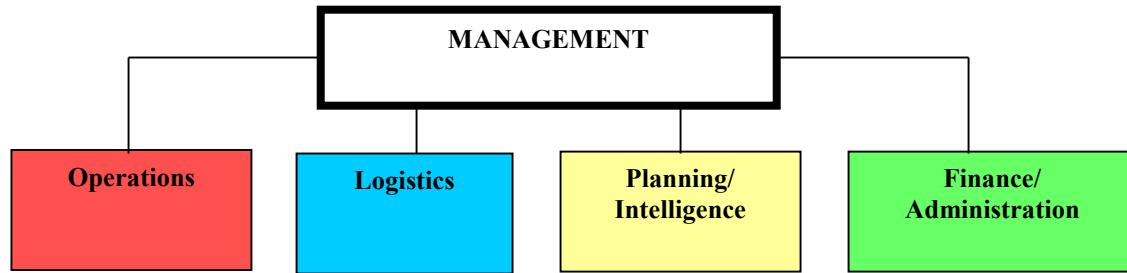 MANAGEMENT
Operations
Logistics
Planning/
Intelligence
Finance/
Administration